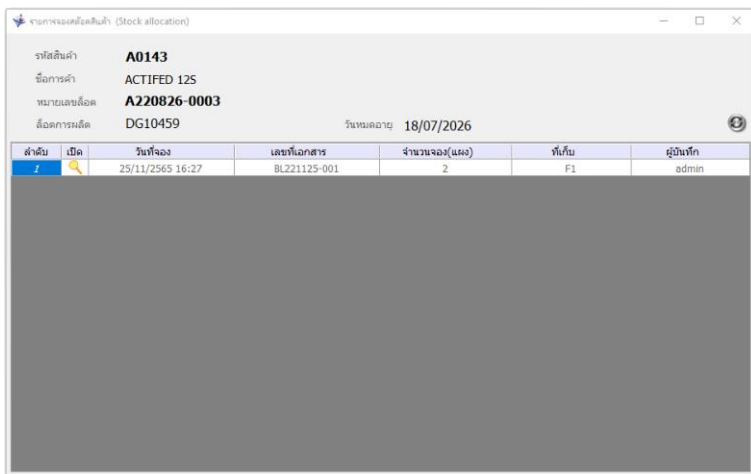 รายการจองสต๊อคสินค้า (Stock allocation)
รหัสสินค้า A0143
ชื่อการค้า ACTIFED 12S
หมายเลขล็อต A220826-0003
ล็อตการผลิต DG10459 วันหมดอายุ 18/07/2026
ลำดับ เปิด วันที่จอง เลขที่เอกสาร จำนวนจอง(แผง) ที่เก็บ ผู้บันทึก
1 25/11/2565 16:27 BL221125-001 2 F1 admin